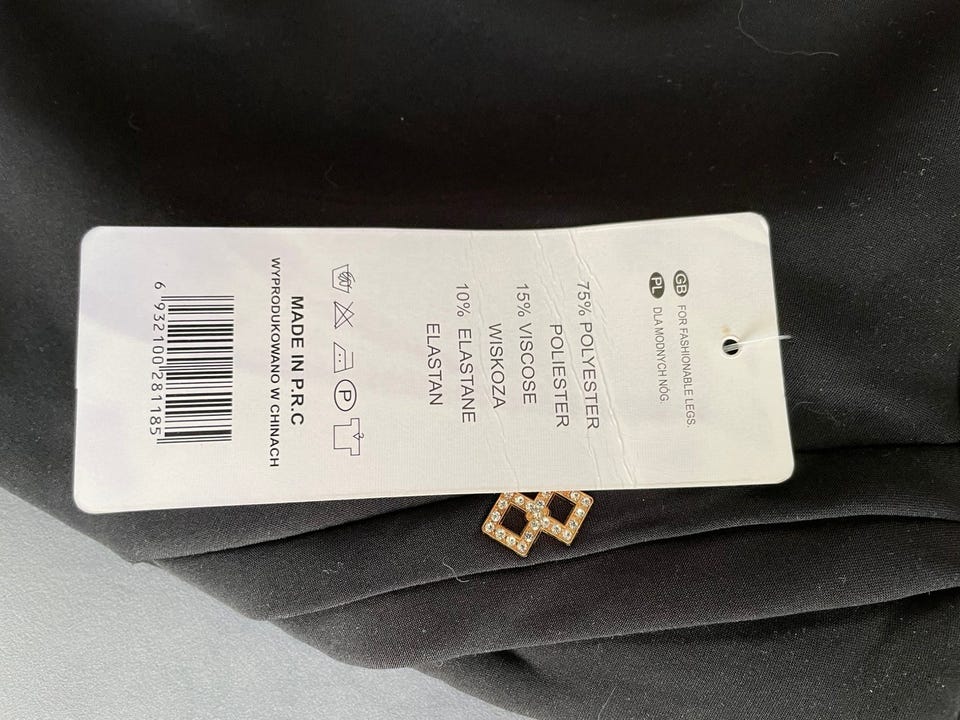 GB FOR FASHIONABLE LEGS.
PL DLA MODNYCH NÓG.
75% POLYESTER
POLIESTER
15% VISCOSE
WISKOZA
10% ELASTANE
ELASTAN
P
MADE IN P.R.C
WYPRODUKOWANO W CHINACH
6 932100 281185